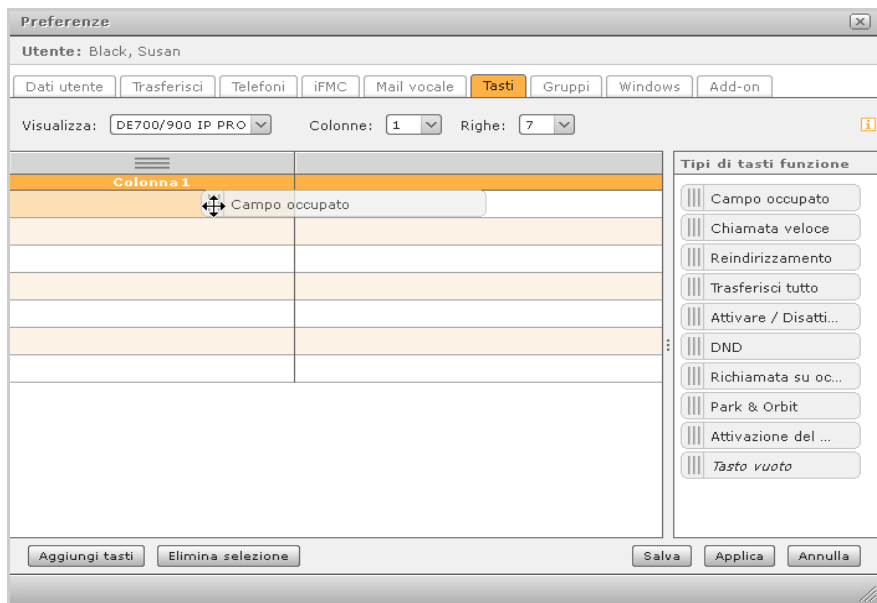 Preferenze
Utente: Black, Susan
Dati utente Trasferisci Telefoni iFMC Mail vocale Tasti Gruppi Windows Add-on
Visualizza: DE700/900 IP PRO Colonne: 1 Righe: 7
Tipi di tasti funzione
Colonna 1
Campo occupato
Campo occupato
Chiamata veloce
Reindirizzamento
Trasferisci tutto
Attivare / Disatti...
DND
Richiamata su oc...
Park & Orbit
Attivazione del ...
Tasto vuoto
Aggiungi tasti Elimina selezione Salva Applica Annulla